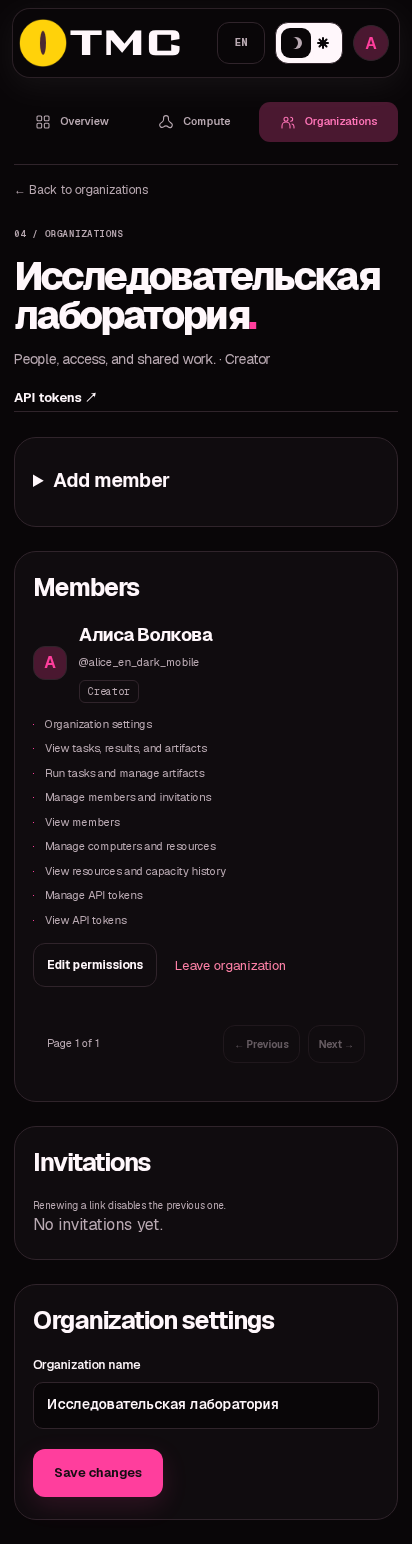 TMC
EN
A
Overview
Compute
Organizations
← Back to organizations
04 / ORGANIZATIONS
Исследовательская
лаборатория.
People, access, and shared work. · Creator
API tokens ↗
▶ Add member
Members
Алиса Волкова
A
@alice_en_dark_mobile
Creator
· Organization settings
· View tasks, results, and artifacts
· Run tasks and manage artifacts
· Manage members and invitations
· View members
· Manage computers and resources
· View resources and capacity history
· Manage API tokens
· View API tokens
Edit permissions
Leave organization
Page 1 of 1
← Previous
Next →
Invitations
Renewing a link disables the previous one.
No invitations yet.
Organization settings
Organization name
Исследовательская лаборатория
Save changes